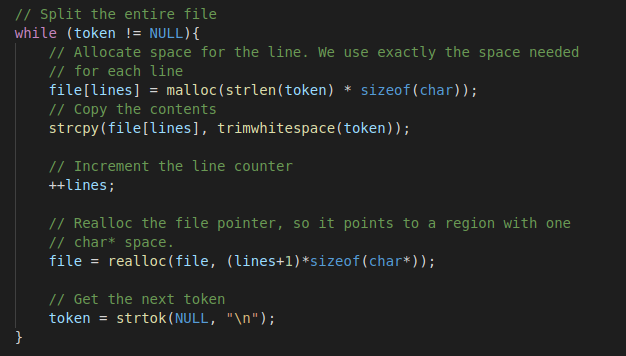 // Split the entire file
while (token != NULL){
// Allocate space for the line. We use exactly the space needed
// for each line
file[lines] = malloc(strlen(token) * sizeof(char));
// Copy the contents
strcpy(file[lines], trimwhitespace(token));
// Increment the line counter
++lines;
// Realloc the file pointer, so it points to a region with one
// char* space.
file = realloc(file, (lines+1)*sizeof(char*));
// Get the next token
token = strtok(NULL, "\n");
}